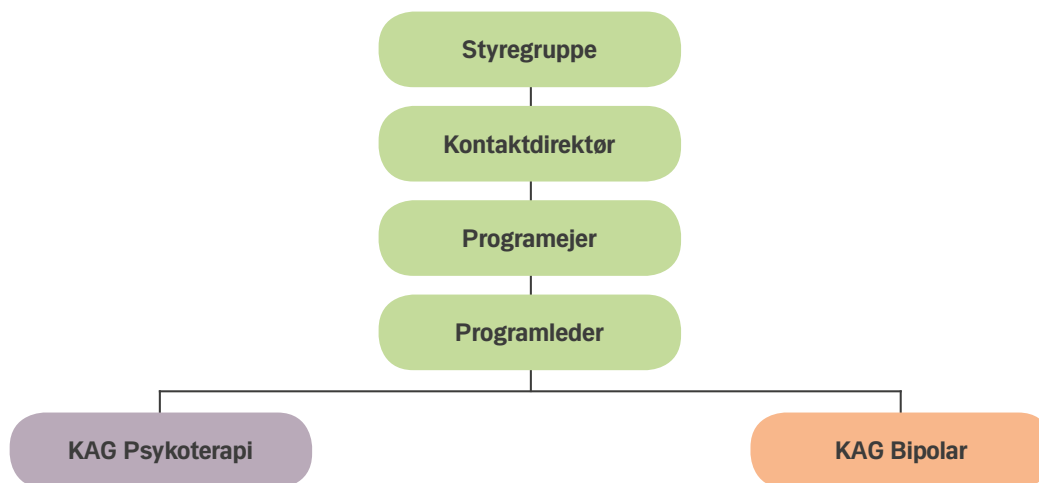 Styregruppe
Kontaktdirektør
Programejer
Programleder
KAG Psykoterapi
KAG Bipolar